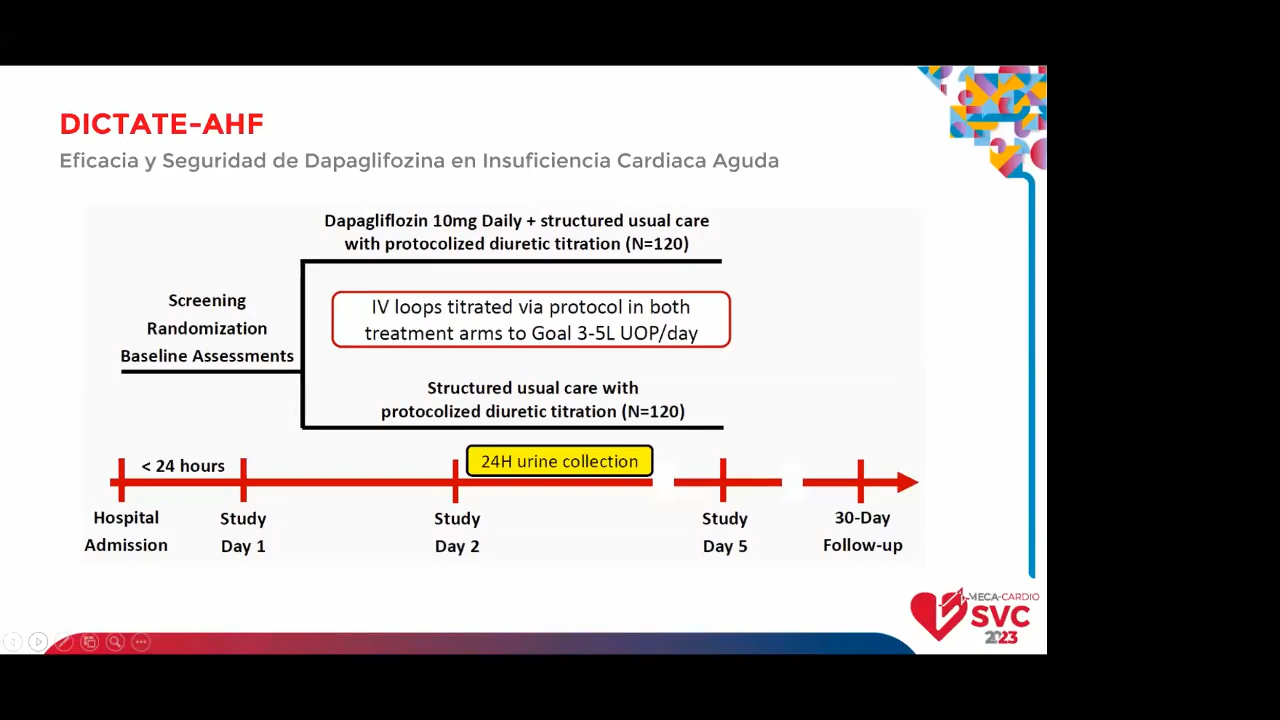 DICTATE-AHF
Eficacia y Seguridad de Dapaglifozina en Insuficiencia Cardiaca Aguda
Dapagliflozin 10mg Daily + structured usual care
with protocolized diuretic titration (N=120)
Screening
Randomization
Baseline Assessments
IV loops titrated via protocol in both
treatment arms to Goal 3-5L UOP/day
Structured usual care with
protocolized diuretic titration (N=120)
24H urine collection
< 24 hours
Hospital
Admission
Study
Day 1
Study
Day 2
Study
Day 5
30-Day
Follow-up
MECA-CARDIO
SVC
2023